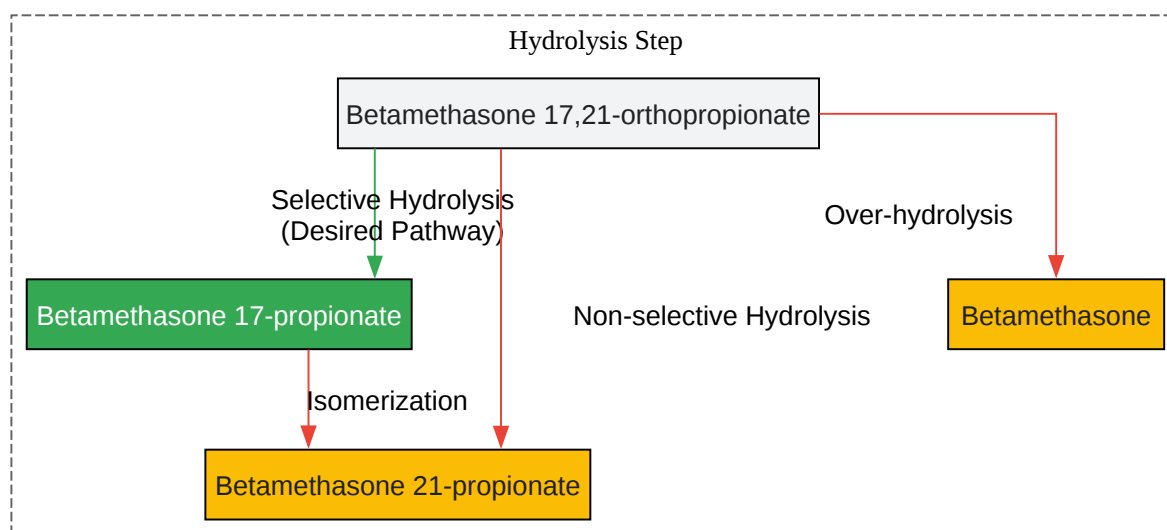 Hydrolysis Step
Betamethasone 17,21-orthopropionate
Selective Hydrolysis
(Desired Pathway)
Over-hydrolysis
Betamethasone 17-propionate
Non-selective Hydrolysis
Betamethasone
Isomerization
Betamethasone 21-propionate